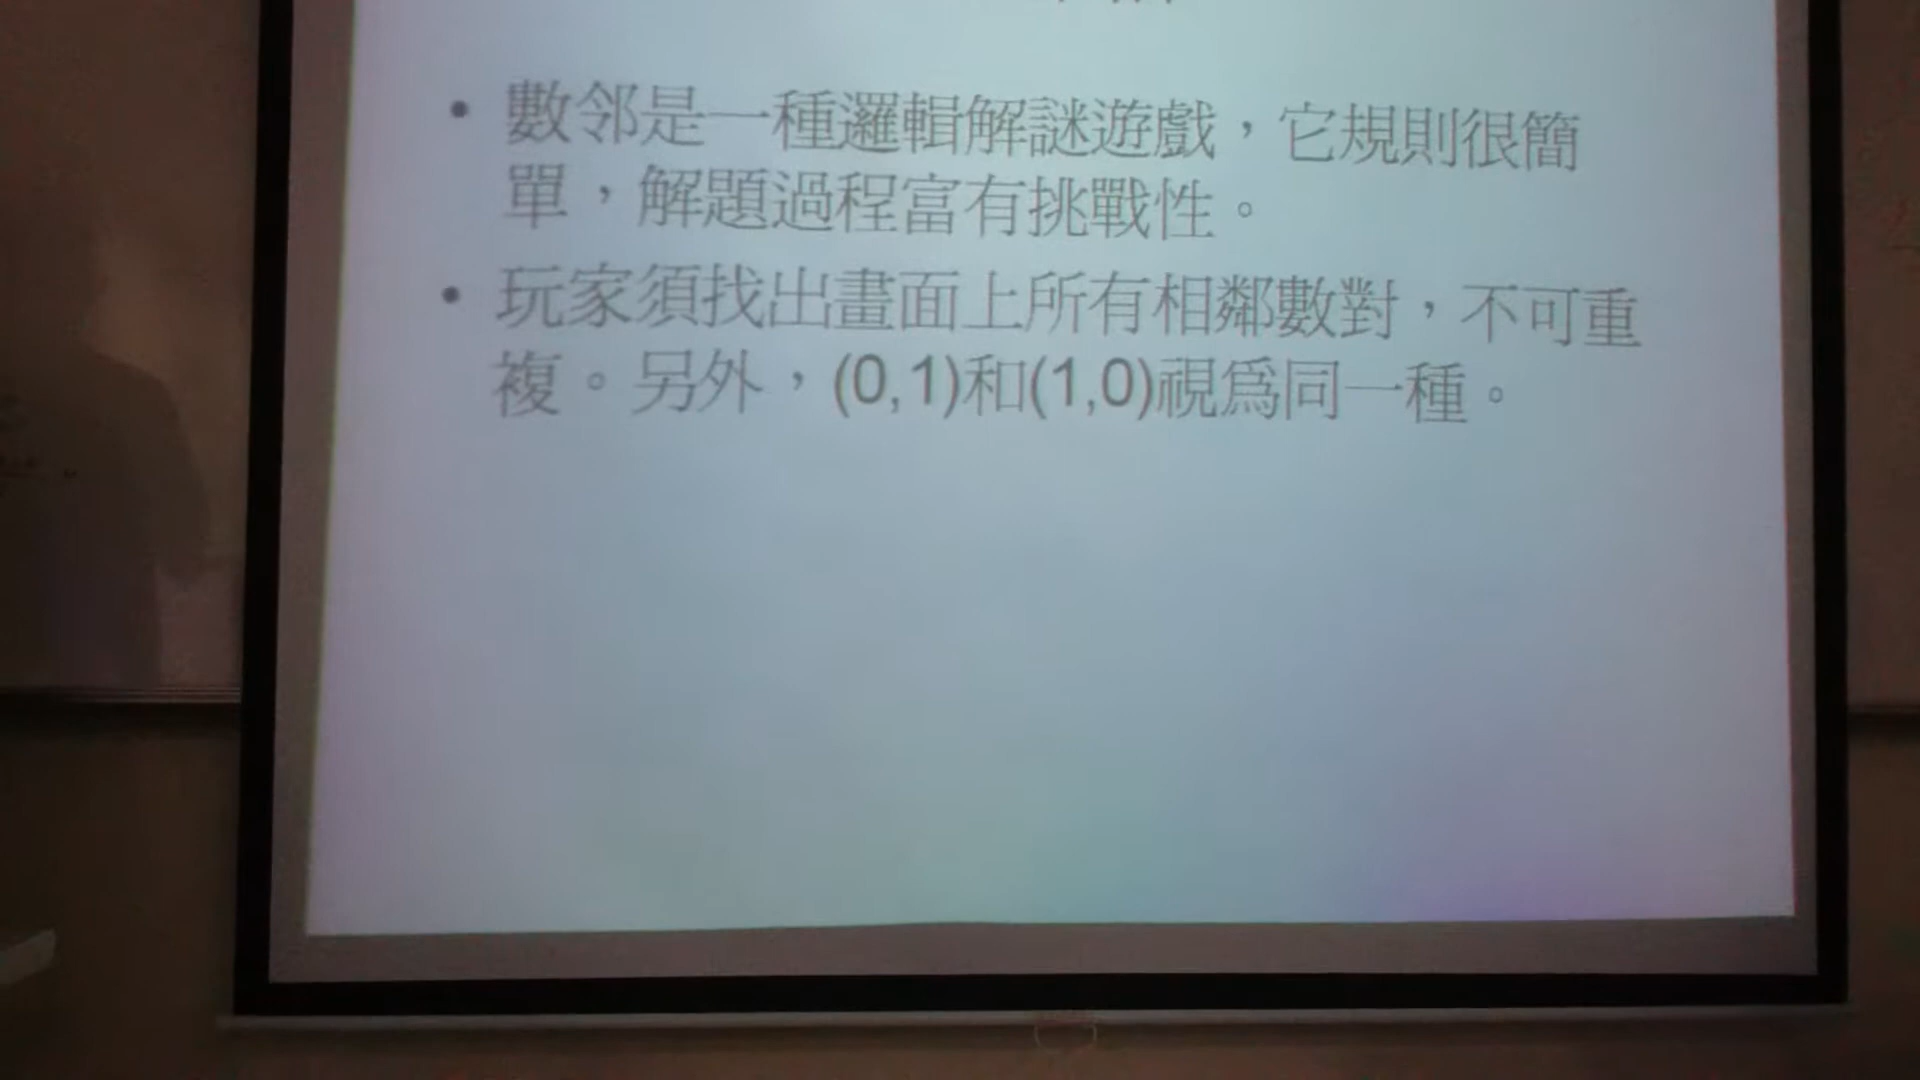 • 數邻是一種邏輯解謎遊戲，它規則很簡
單，解題過程富有挑戰性。
• 玩家須找出畫面上所有相鄰數對，不可重
複。另外，(0,1)和(1,0)視為同一種。